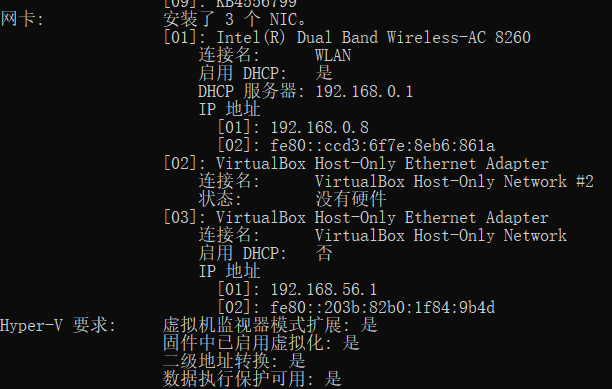 [09]: KB4556799
网卡: 安装了 3 个 NIC。
[01]: Intel(R) Dual Band Wireless-AC 8260
连接名: WLAN
启用 DHCP: 是
DHCP 服务器: 192.168.0.1
IP 地址
[01]: 192.168.0.8
[02]: fe80::ccd3:6f7e:8eb6:861a
[02]: VirtualBox Host-Only Ethernet Adapter
连接名: VirtualBox Host-Only Network #2
状态: 没有硬件
[03]: VirtualBox Host-Only Ethernet Adapter
连接名: VirtualBox Host-Only Network
启用 DHCP: 否
IP 地址
[01]: 192.168.56.1
[02]: fe80::203b:82b0:1f84:9b4d
Hyper-V 要求: 虚拟机监视器模式扩展: 是
固件中已启用虚拟化: 是
二级地址转换: 是
数据执行保护可用: 是